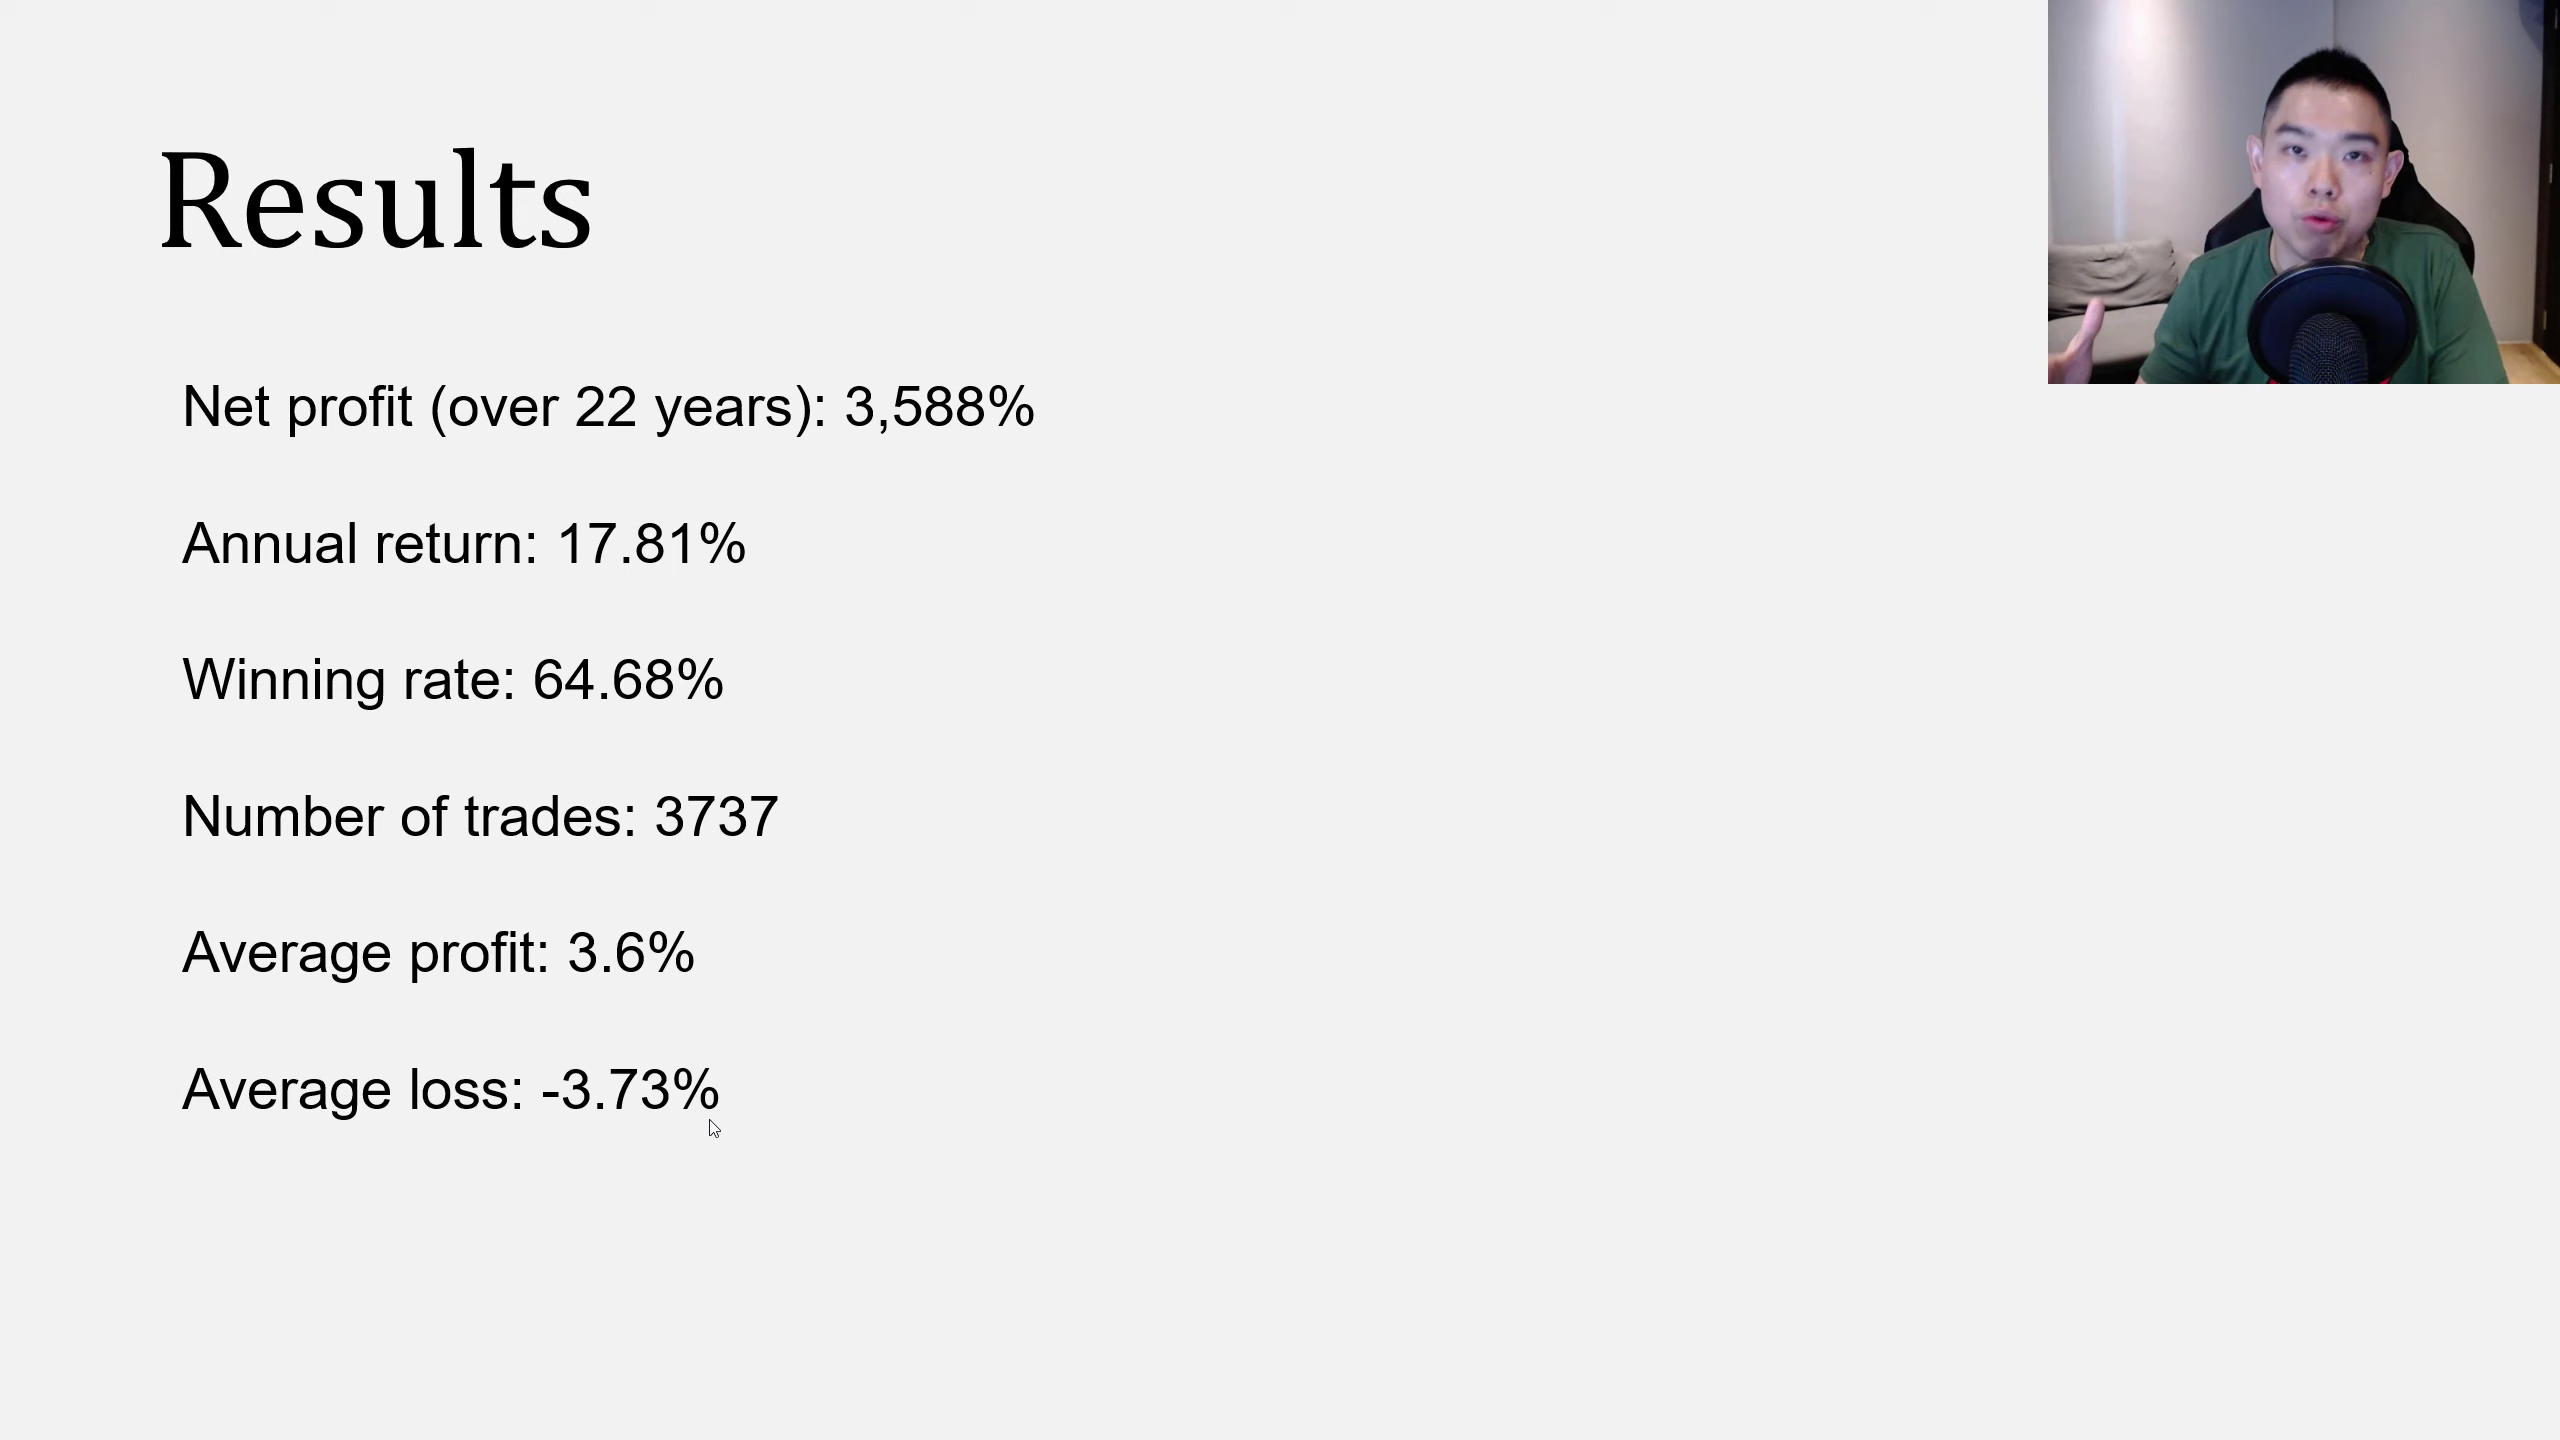 Results
Net profit (over 22 years): 3,588%
Annual return: 17.81%
Winning rate: 64.68%
Number of trades: 3737
Average profit: 3.6%
Average loss: -3.73%